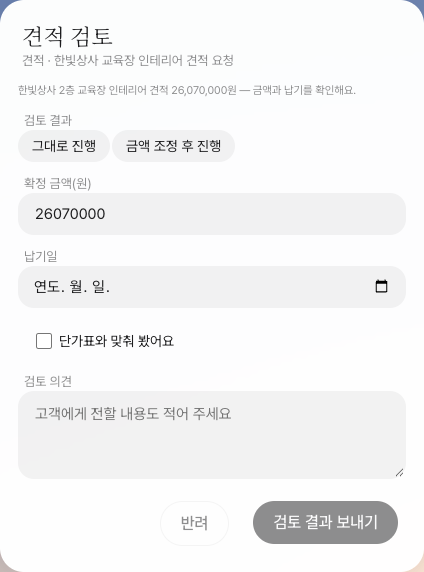 견적 검토
견적 · 한빛상사 교육장 인테리어 견적 요청
한빛상사 2층 교육장 인테리어 견적 26,070,000원 — 금액과 납기를 확인해요.
검토 결과
그대로 진행 금액 조정 후 진행
확정 금액(원)
26070000
납기일
연도. 월. 일.
단가표와 맞춰 봤어요
검토 의견
고객에게 전할 내용도 적어 주세요
반려 검토 결과 보내기